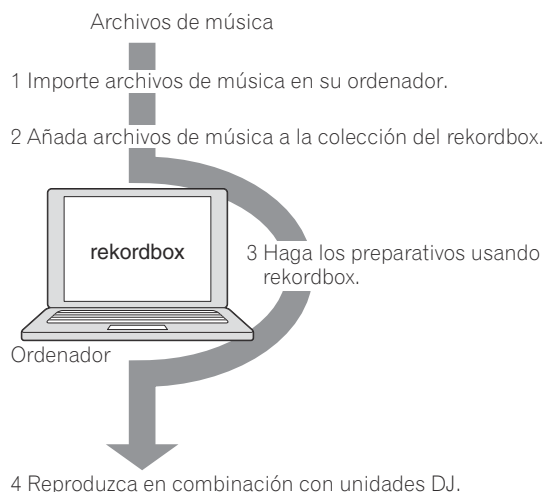 Archivos de música
1 Importe archivos de música en su ordenador.
2 Añada archivos de música a la colección del rekordbox.
rekordbox
3 Haga los preparativos usando
rekordbox.
Ordenador
4 Reproduzca en combinación con unidades DJ.